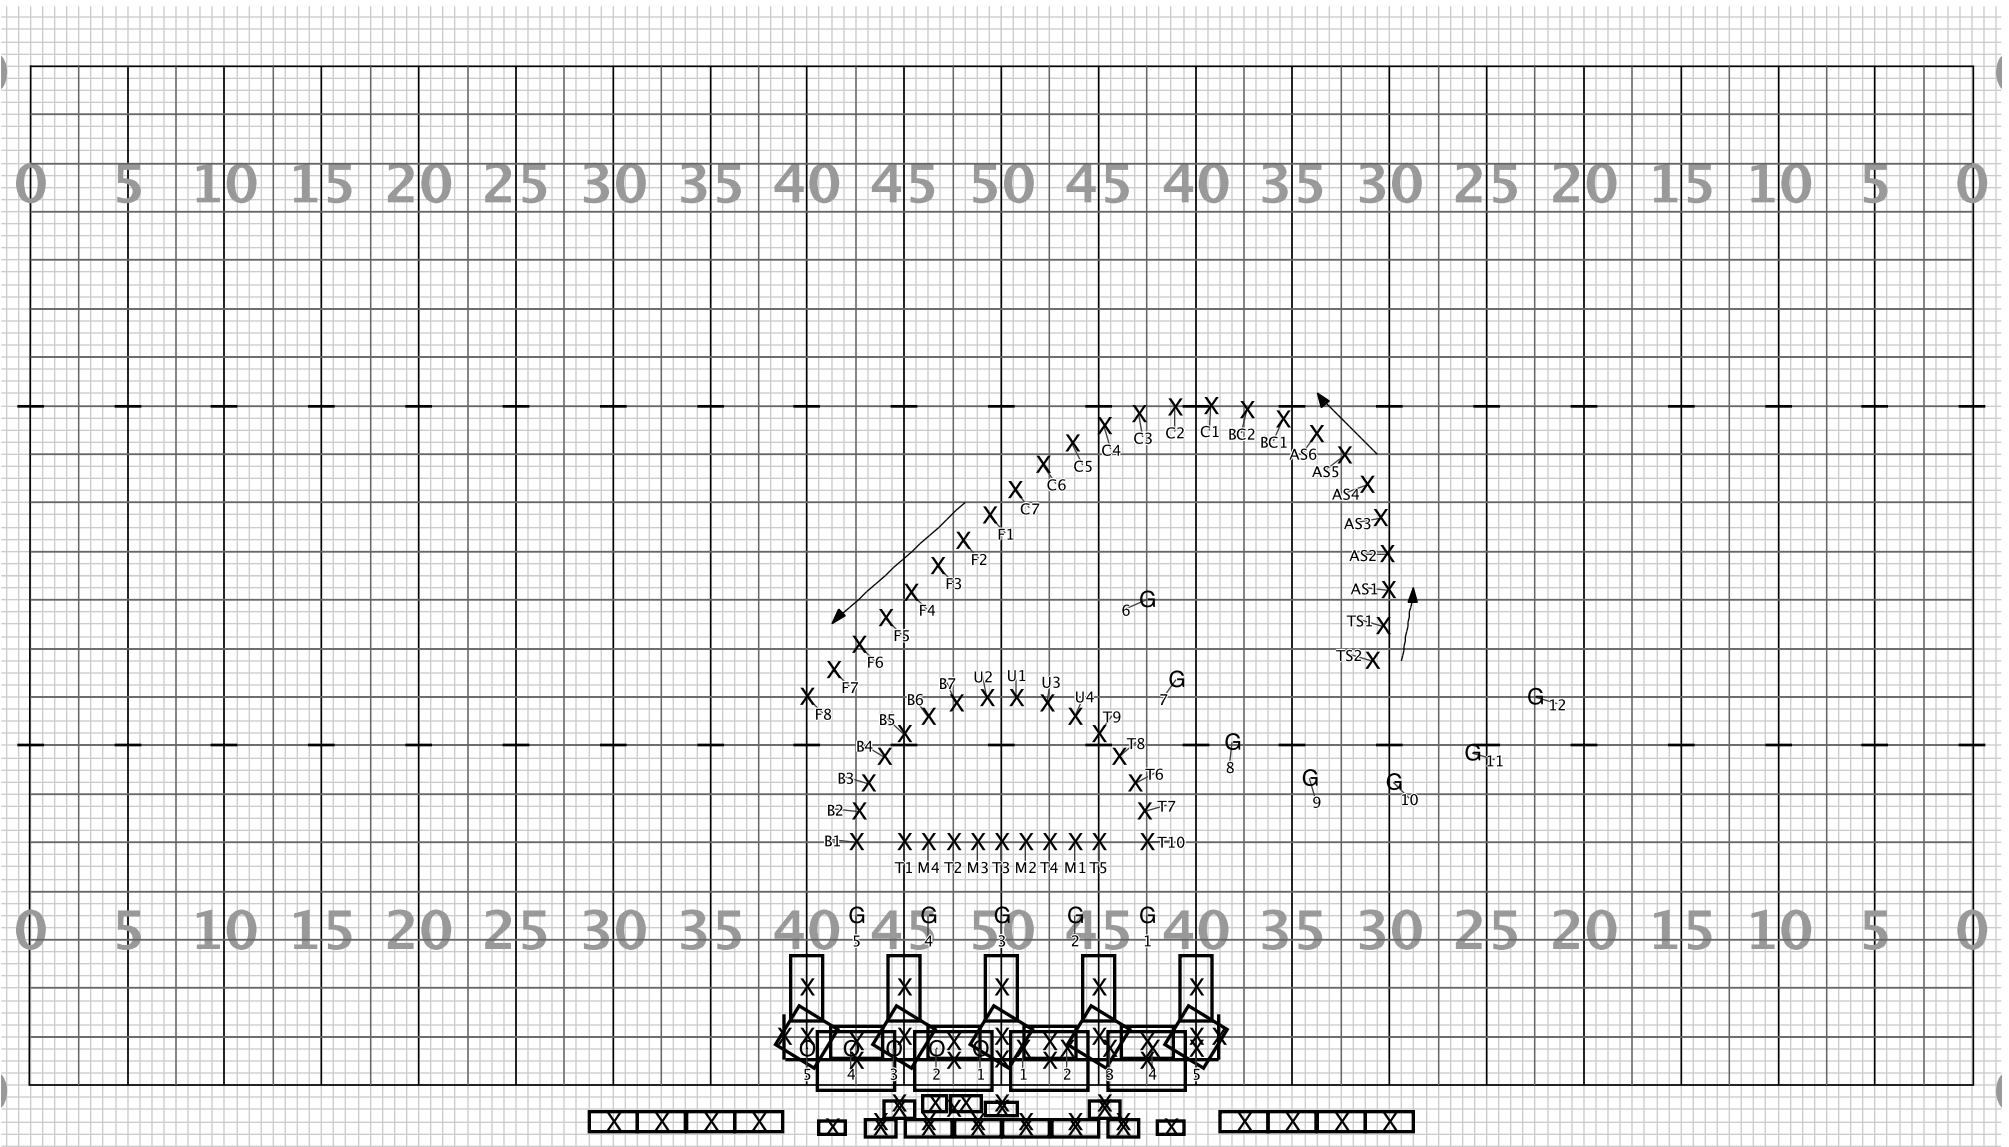 0 5 10 15 20 25 30 35 40 45 50 45 40 35 30 25 20 15 10 5 0
X X X X X X
C3 C2 C1 BC2 BC1 AS6
X X X
C4 C5 AS5
X X
C6 AS4
X X
C7 AS3
X
F1
X X
F2 AS2
X X
F3 AS1
X G
F4 6
X X
F5 TS1
X X
F6 TS2
X G
F7 7
X X X X X X X G
F8 B7 U2 U1 U3 12
X X
B6 U4
X X
B5 T9
X X G G
B4 T8 8 11
X X G G
B3 T6 9 10
X X
B2 T7
X X X X X X X X X X X
B1 T10
T1 M4 T2 M3 T3 M2 T4 M1 T5
G G G G G
0 5 10 15 20 25 30 35 40 45 50 45 40 35 30 25 20 15 10 5 0
5 4 3 2 1
X X X X X
O O O O O
5 4 3 2 1 1 2 3 4 5
X X X X X X X X